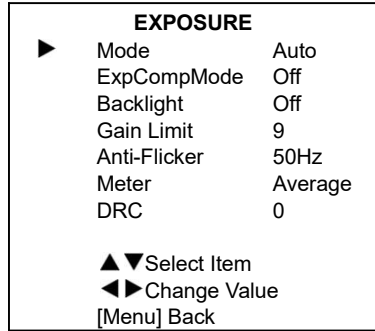 EXPOSURE
▶ Mode Auto
ExpCompMode Off
Backlight Off
Gain Limit 9
Anti-Flicker 50Hz
Meter Average
DRC 0
▲▼Select Item
◀▶Change Value
[Menu] Back